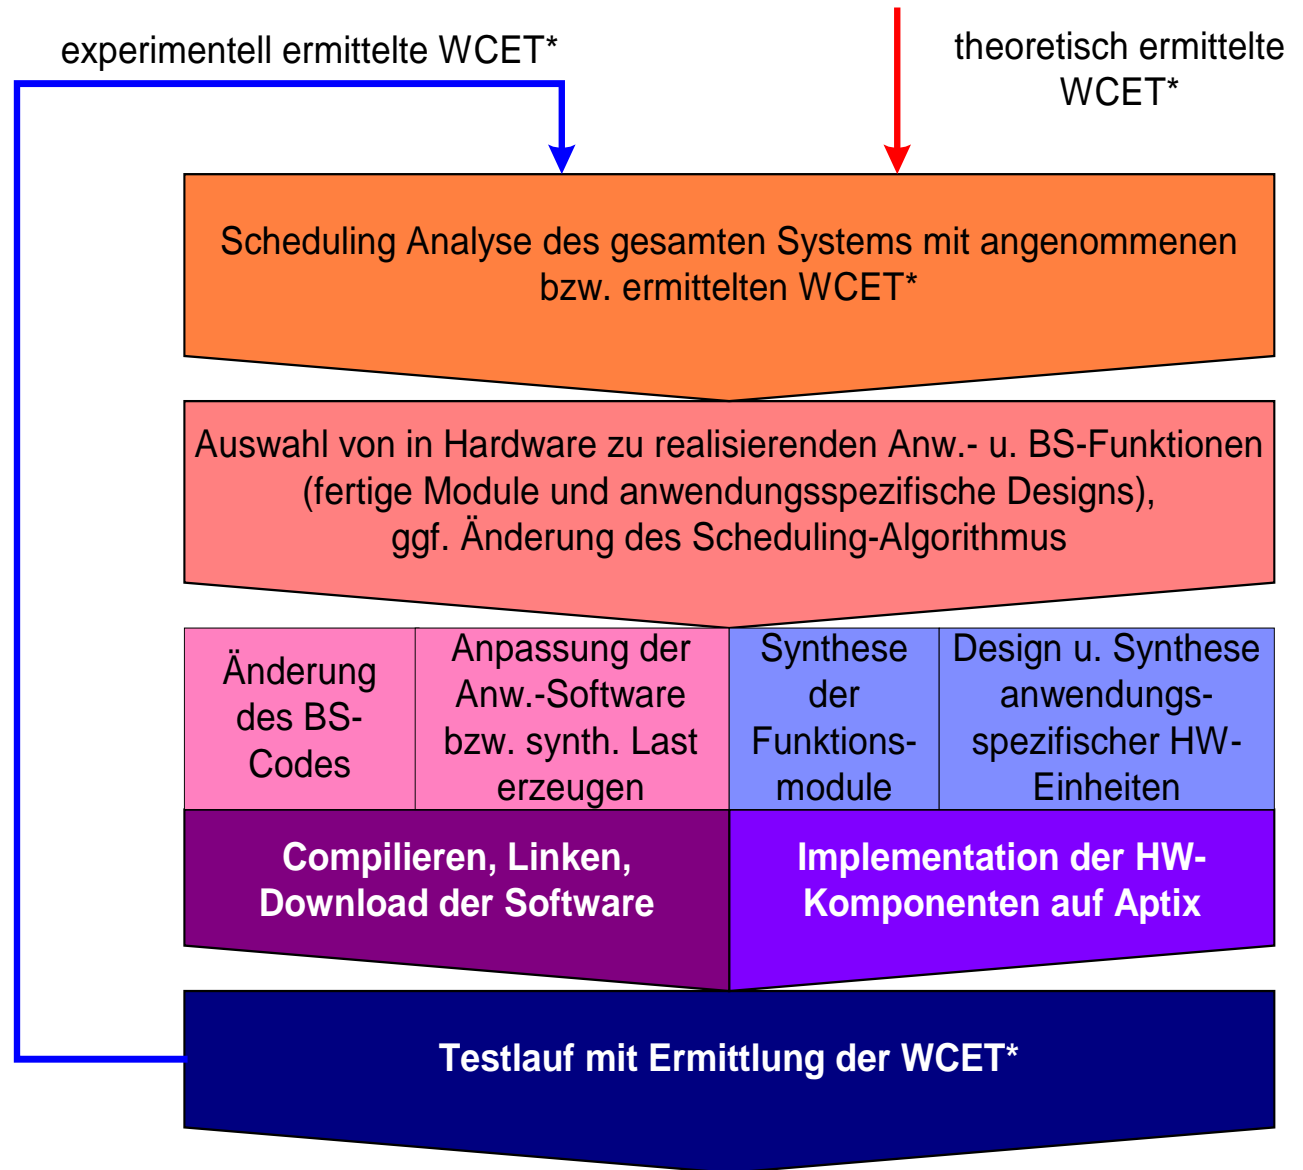 experimentell ermittelte WCET*
theoretisch ermittelte
WCET*
Scheduling Analyse des gesamten Systems mit angenommenen
bzw. ermittelten WCET*
Auswahl von in Hardware zu realisierenden Anw.- u. BS-Funktionen
(fertige Module und anwendungsspezifische Designs),
ggf. Änderung des Scheduling-Algorithmus
Änderung
des BS-
Codes
Anpassung der
Anw.-Software
bzw. synth. Last
erzeugen
Synthese
der
Funktions-
module
Design u. Synthese
anwendungs-
spezifischer HW-
Einheiten
Compilieren, Linken,
Download der Software
Implementation der HW-
Komponenten auf Aptix
Testlauf mit Ermittlung der WCET*